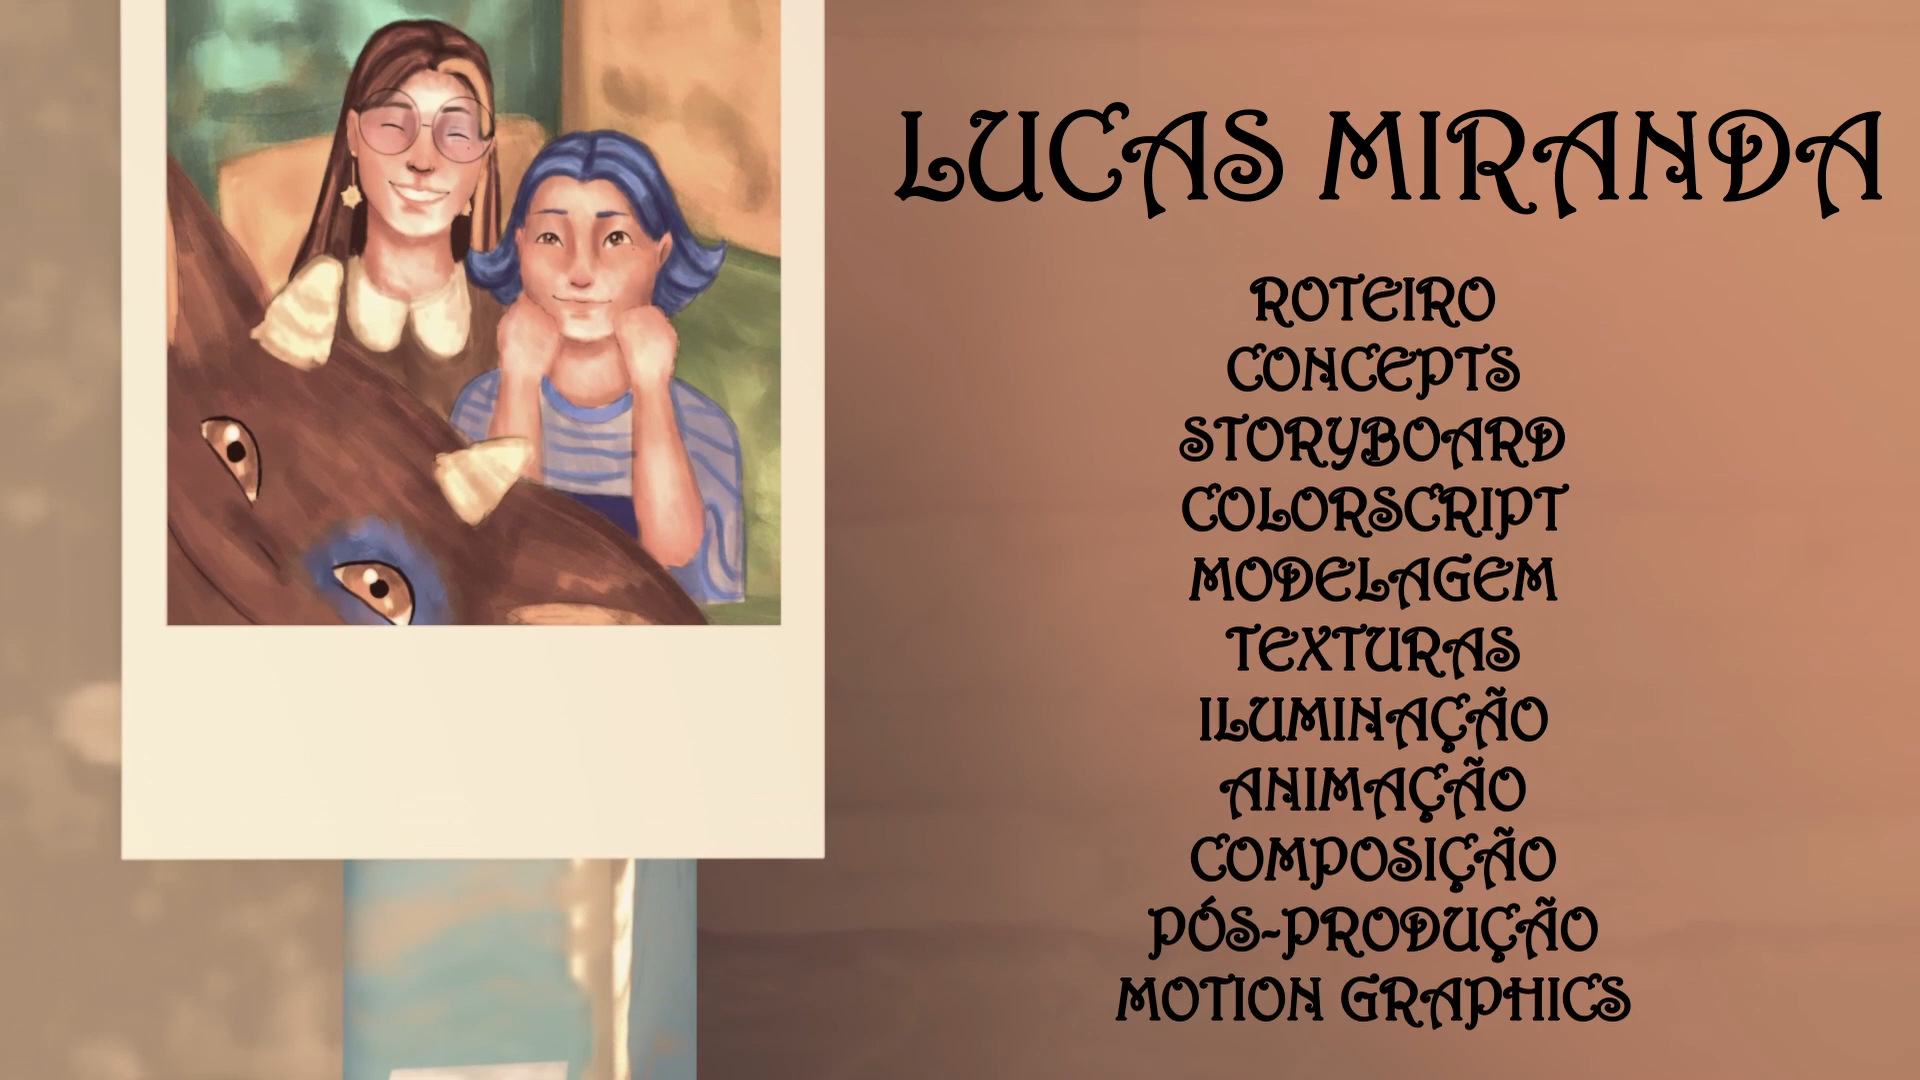 LUCAS MIRANDA
ROTEIRO
CONCEPTS
STORYBOARD
COLORSCRIPT
MODELAGEM
TEXTURAS
ILUMINAÇÃO
ANIMAÇÃO
COMPOSIÇÃO
PÓS-PRODUÇÃO
MOTION GRAPHICS